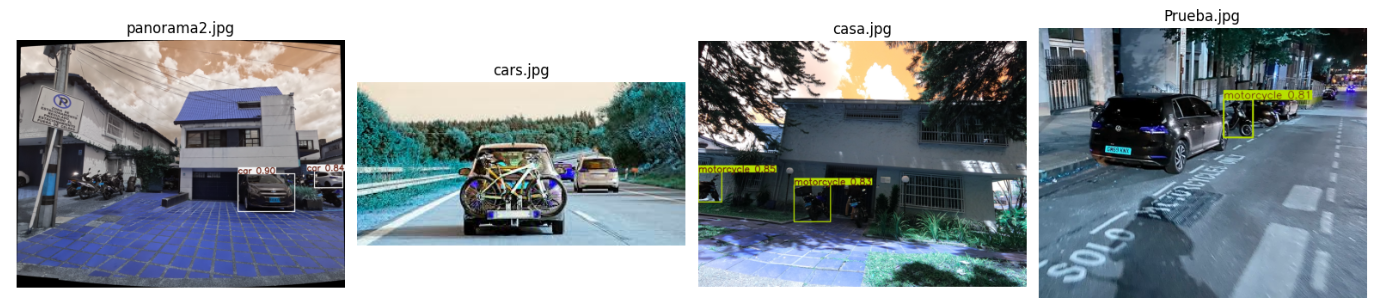 panorama2.jpg
cars.jpg
casa.jpg
Prueba.jpg
car 0.90
car 0.84
motorcycle 0.85
motorcycle 0.83
motorcycle 0.81
SOLO